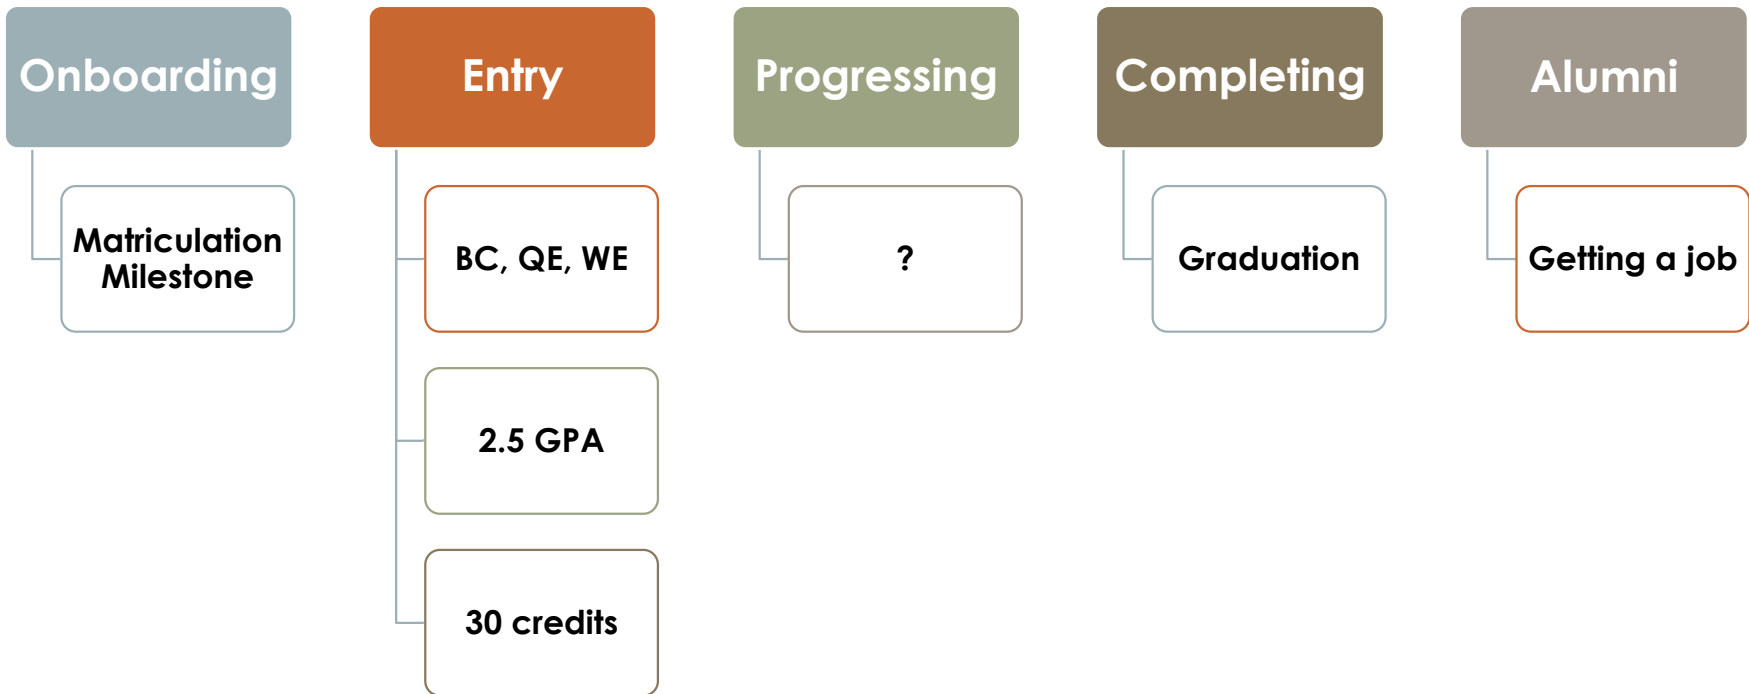 Onboarding
Matriculation
Milestone
Entry
BC, QE, WE
2.5 GPA
30 credits
Progressing
?
Completing
Graduation
Alumni
Getting a job